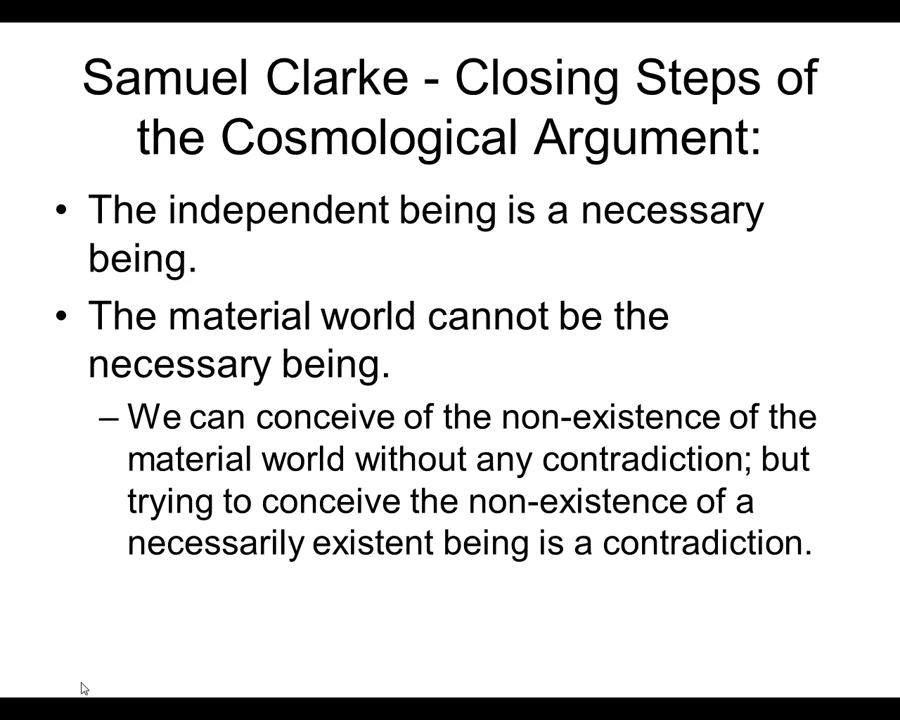 Samuel Clarke - Closing Steps of
the Cosmological Argument:
• The independent being is a necessary
being.
• The material world cannot be the
necessary being.
– We can conceive of the non-existence of the
material world without any contradiction; but
trying to conceive the non-existence of a
necessarily existent being is a contradiction.